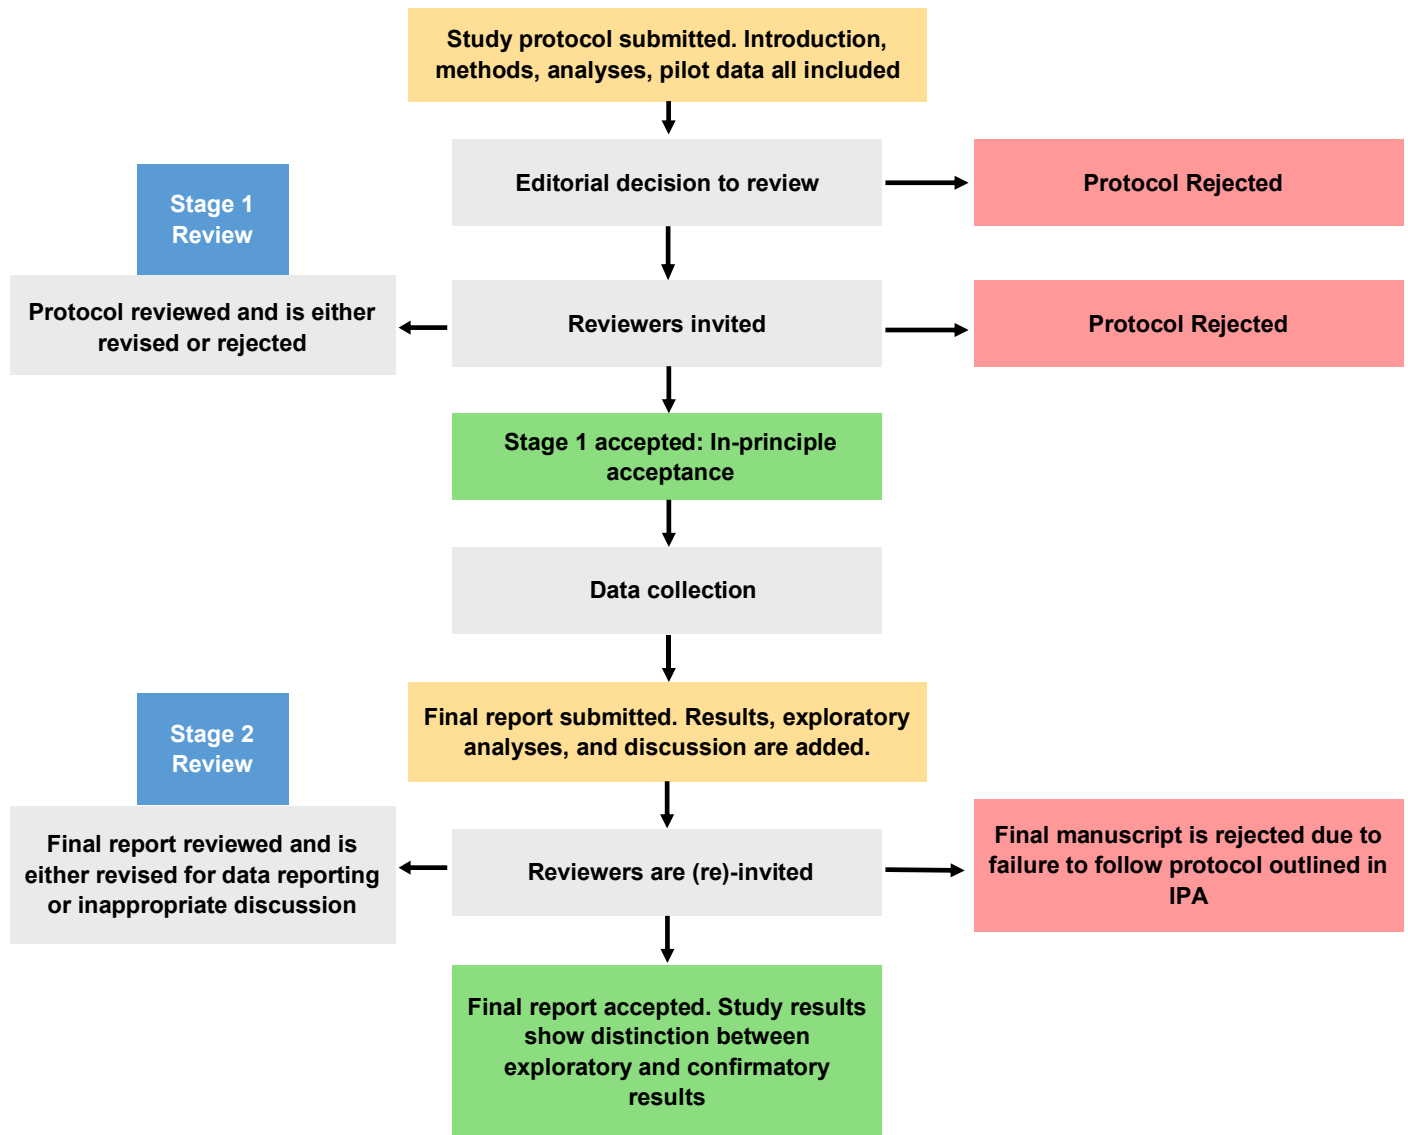 Study protocol submitted. Introduction,
methods, analyses, pilot data all included
Editorial decision to review
Protocol Rejected
Stage 1
Review
Protocol reviewed and is either
revised or rejected
Reviewers invited
Protocol Rejected
Stage 1 accepted: In-principle
acceptance
Data collection
Final report submitted. Results, exploratory
analyses, and discussion are added.
Stage 2
Review
Final report reviewed and is
either revised for data reporting
or inappropriate discussion
Reviewers are (re)-invited
Final manuscript is rejected due to
failure to follow protocol outlined in
IPA
Final report accepted. Study results
show distinction between
exploratory and confirmatory
results